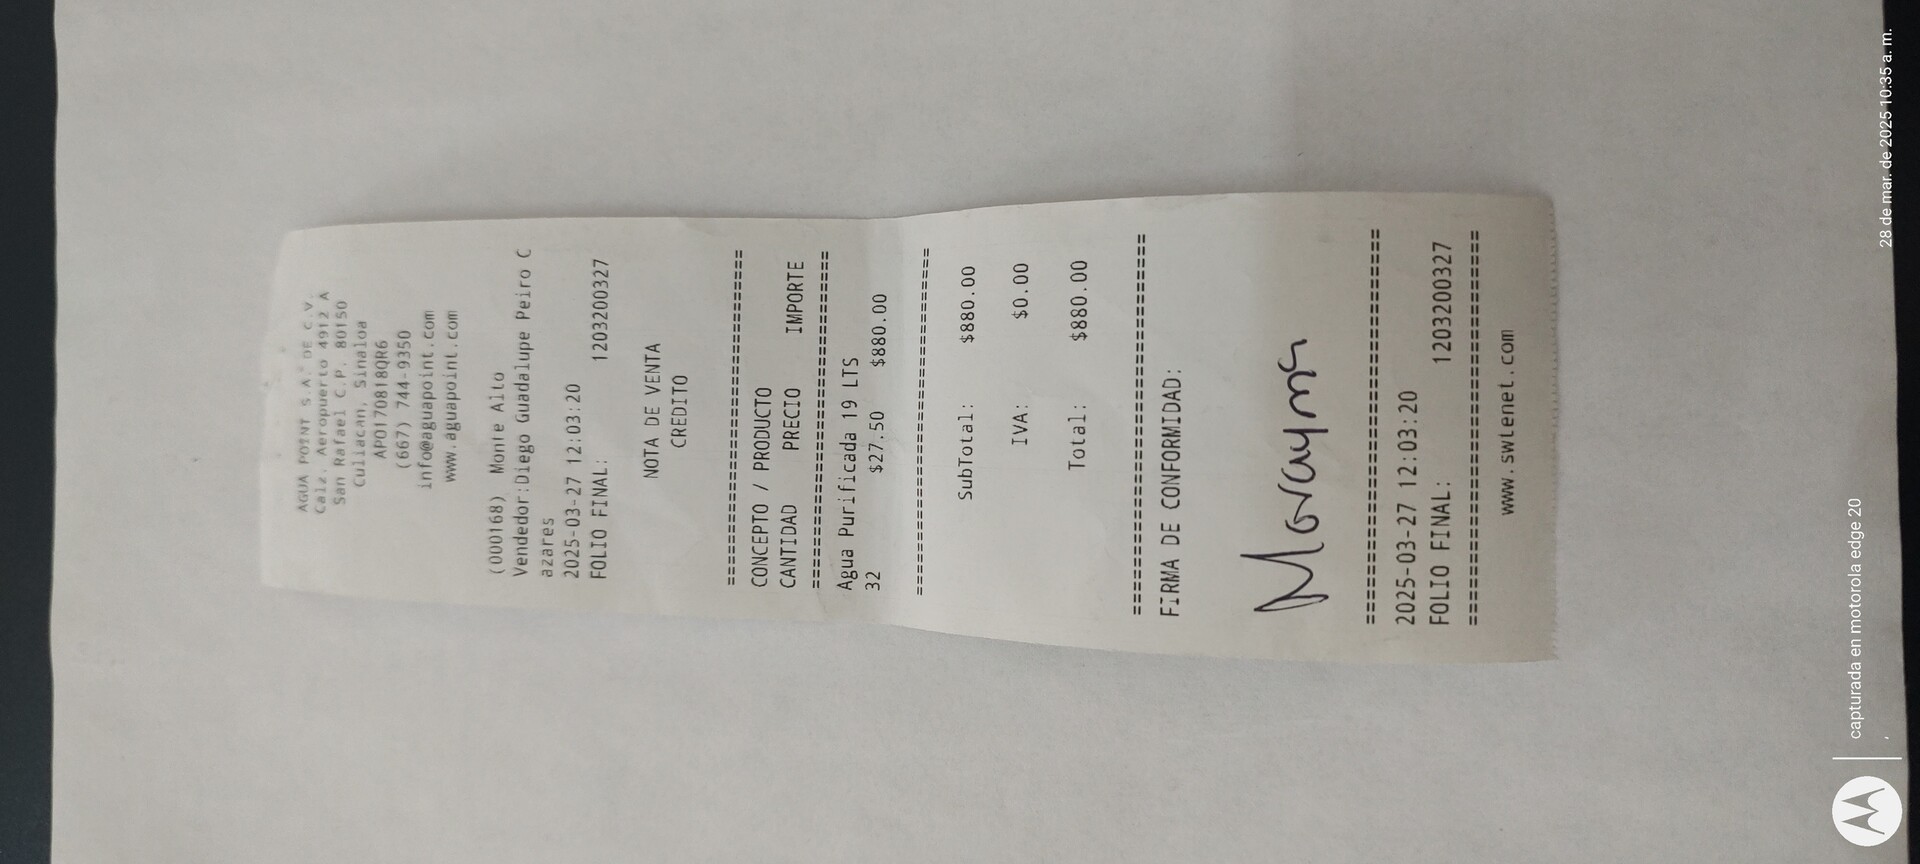 AGUA POINT S.A. DE C.V.
Calz. Aeropuerto 4912 A
San Rafael C.P. 80150
Culiacan, Sinaloa
APO170818QR6
(667) 744-9350
info@aguapoint.com
www.aguapoint.com
(000168) Monte Alto
Vendedor:Diego Guadalupe Peiro C
azares
2025-03-27 12:03:20
FOLIO FINAL: 1203200327
NOTA DE VENTA
CREDITO
================================
CONCEPTO / PRODUCTO
CANTIDAD PRECIO IMPORTE
================================
Agua Purificada 19 LTS
32 $27.50 $880.00
================================
SubTotal: $880.00
IVA: $0.00
Total: $880.00
================================
FIRMA DE CONFORMIDAD:
Morayma
================================
2025-03-27 12:03:20
FOLIO FINAL: 1203200327
================================
www.swtenet.com
capturada en motorola edge 20
28 de mar. de 2025 10:35 a. m.